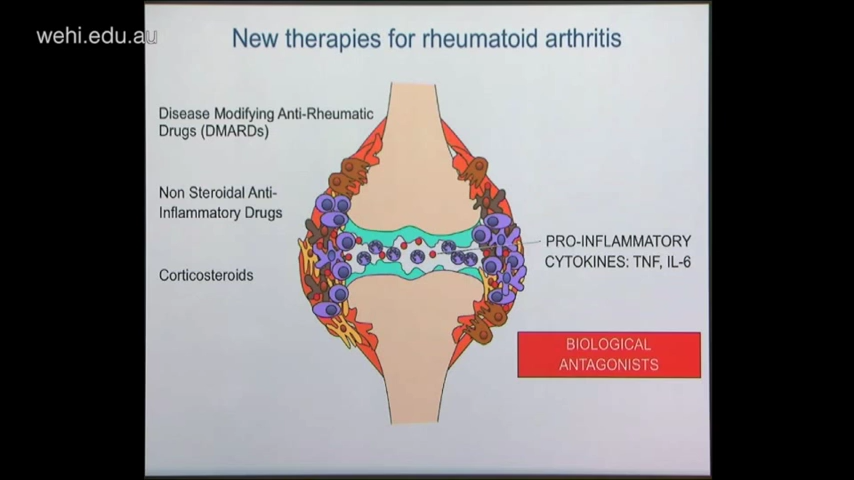 wehi.edu.au
New therapies for rheumatoid arthritis
Disease Modifying Anti-Rheumatic
Drugs (DMARDs)
Non Steroidal Anti-
Inflammatory Drugs
Corticosteroids
PRO-INFLAMMATORY
CYTOKINES: TNF, IL-6
BIOLOGICAL
ANTAGONISTS